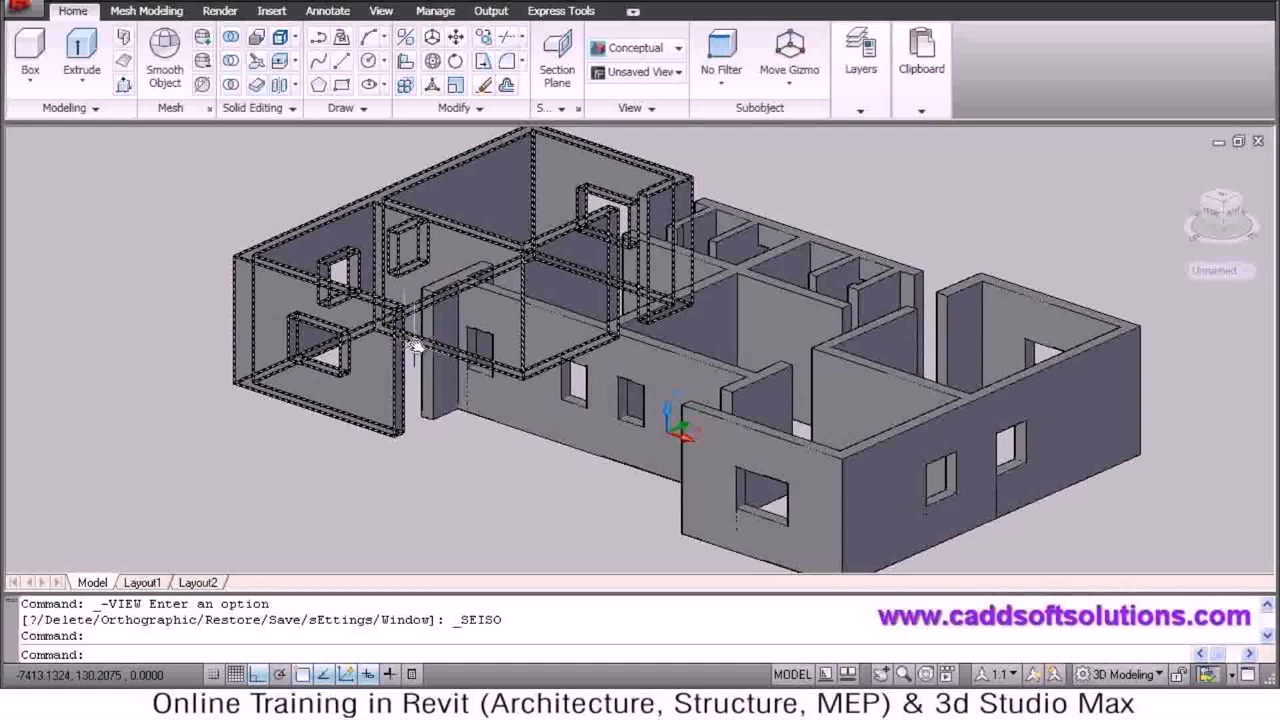 Home Mesh Modeling Render Insert Annotate View Manage Output Express Tools
Box Extrude Smooth Object Section Plane Conceptual Unsaved View No Filter Move Gizmo Layers Clipboard
Modeling Mesh Solid Editing Draw Modify S... View Subobject
Unnamed
Model Layout1 Layout2
Command: _-VIEW Enter an option
[?/Delete/Orthographic/Restore/Save/sEttings/Window]: _SEISO
Command:
Command:
www.caddsoftsolutions.com
-7413.1324, 130.2075, 0.0000 MODEL 1:1 3D Modeling
Online Training in Revit (Architecture, Structure, MEP) & 3d Studio Max